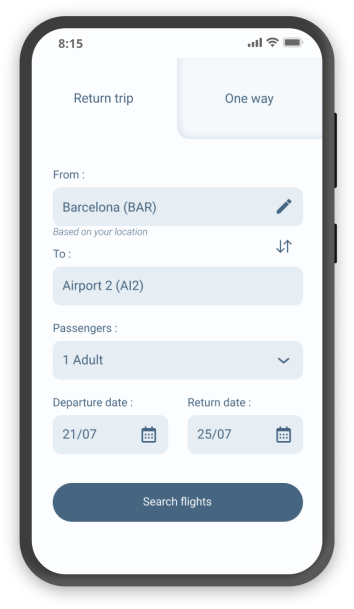 8:15
Return trip
One way
From :
Barcelona (BAR)
Based on your location
To :
Airport 2 (AI2)
Passengers :
1 Adult
Departure date :
Return date :
21/07
25/07
Search flights